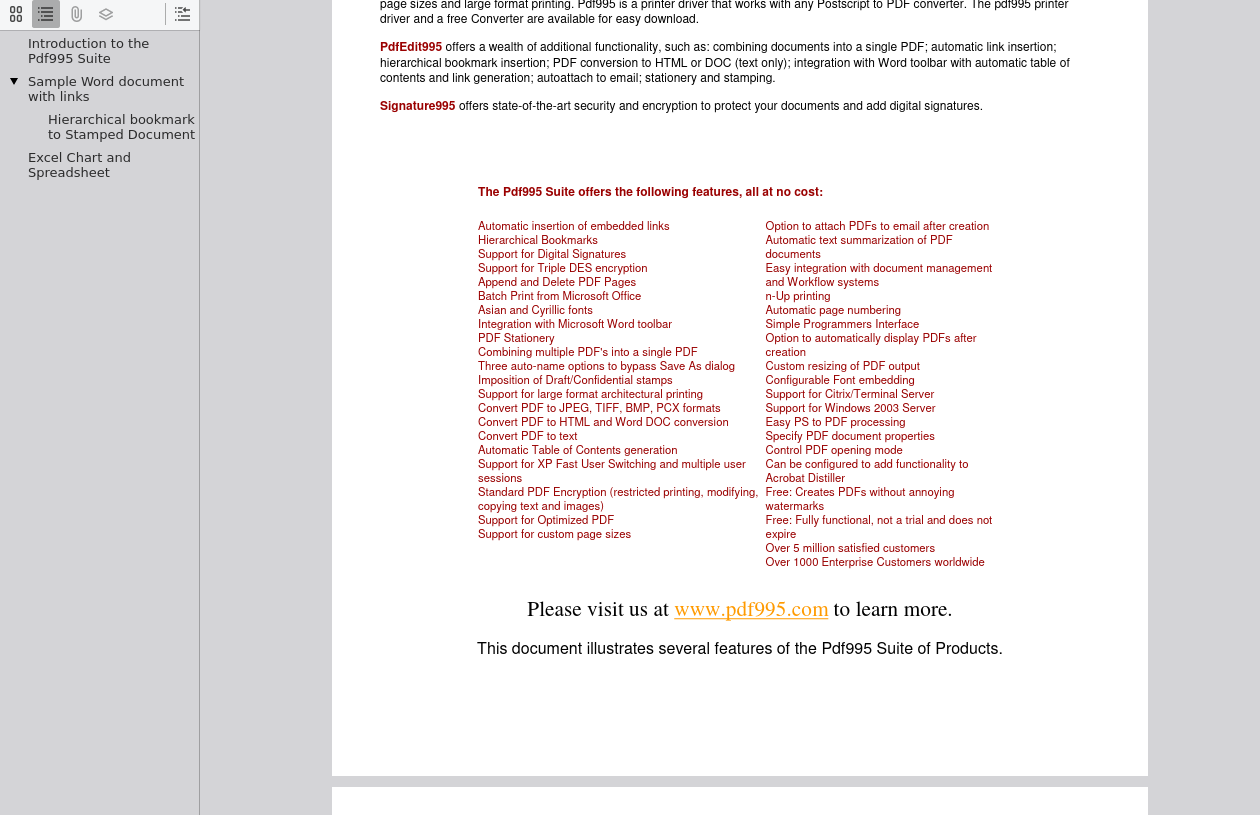 Introduction to the
Pdf995 Suite
Sample Word document
with links
Hierarchical bookmark
to Stamped Document
Excel Chart and
Spreadsheet
page sizes and large format printing. Pdf995 is a printer driver that works with any Postscript to PDF converter. The pdf995 printer
driver and a free Converter are available for easy download.
PdfEdit995 offers a wealth of additional functionality, such as: combining documents into a single PDF; automatic link insertion;
hierarchical bookmark insertion; PDF conversion to HTML or DOC (text only); integration with Word toolbar with automatic table of
contents and link generation; autoattach to email; stationery and stamping.
Signature995 offers state-of-the-art security and encryption to protect your documents and add digital signatures.
The Pdf995 Suite offers the following features, all at no cost:
Automatic insertion of embedded links
Hierarchical Bookmarks
Support for Digital Signatures
Support for Triple DES encryption
Append and Delete PDF Pages
Batch Print from Microsoft Office
Asian and Cyrillic fonts
Integration with Microsoft Word toolbar
PDF Stationery
Combining multiple PDF's into a single PDF
Three auto-name options to bypass Save As dialog
Imposition of Draft/Confidential stamps
Support for large format architectural printing
Convert PDF to JPEG, TIFF, BMP, PCX formats
Convert PDF to HTML and Word DOC conversion
Convert PDF to text
Automatic Table of Contents generation
Support for XP Fast User Switching and multiple user
sessions
Standard PDF Encryption (restricted printing, modifying,
copying text and images)
Support for Optimized PDF
Support for custom page sizes
Option to attach PDFs to email after creation
Automatic text summarization of PDF
documents
Easy integration with document management
and Workflow systems
n-Up printing
Automatic page numbering
Simple Programmers Interface
Option to automatically display PDFs after
creation
Custom resizing of PDF output
Configurable Font embedding
Support for Citrix/Terminal Server
Support for Windows 2003 Server
Easy PS to PDF processing
Specify PDF document properties
Control PDF opening mode
Can be configured to add functionality to
Acrobat Distiller
Free: Creates PDFs without annoying
watermarks
Free: Fully functional, not a trial and does not
expire
Over 5 million satisfied customers
Over 1000 Enterprise Customers worldwide
Please visit us at www.pdf995.com to learn more.
This document illustrates several features of the Pdf995 Suite of Products.